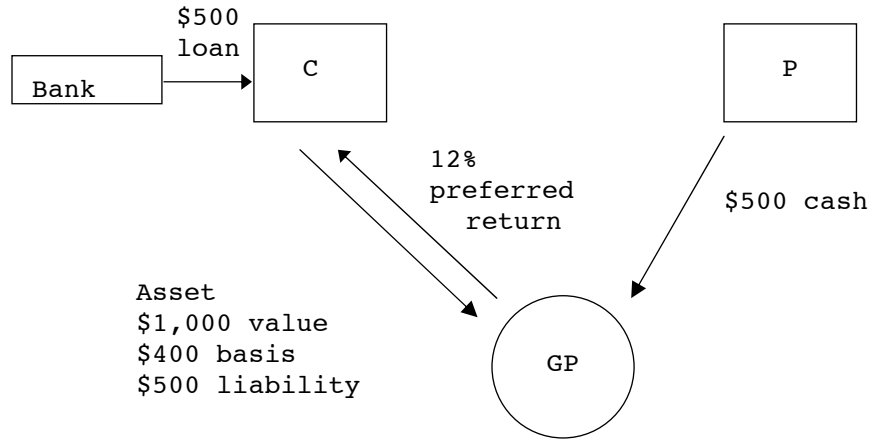 $500
loan
Bank
C
P
12%
preferred
return
$500 cash
Asset
$1,000 value
$400 basis
$500 liability
GP